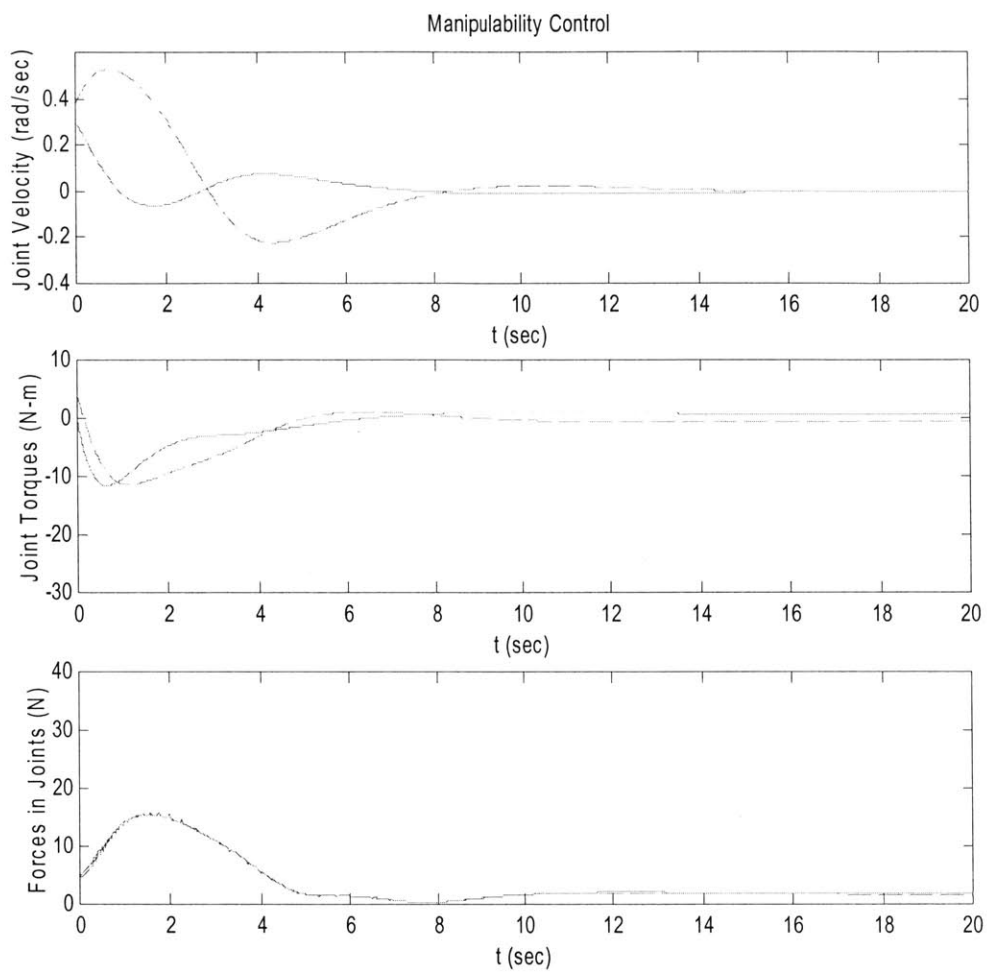 Manipulability Control
Joint Velocity (rad/sec)
0.4
0.2
0
-0.2
-0.4
0 2 4 6 8 10 12 14 16 18 20
t (sec)
Joint Torques (N-m)
10
0
-10
-20
-30
0 2 4 6 8 10 12 14 16 18 20
t (sec)
Forces in Joints (N)
40
30
20
10
0
0 2 4 6 8 10 12 14 16 18 20
t (sec)